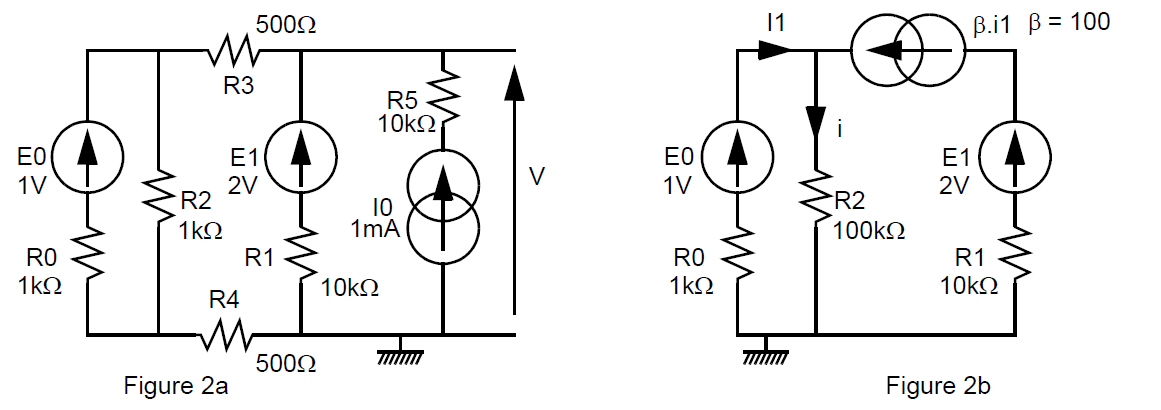 500Ω
R3
E0
1V
R0
1kΩ
R2
1kΩ
E1
2V
R1
10kΩ
R4
500Ω
R5
10kΩ
I0
1mA
V
Figure 2a
I1
β.i1 β = 100
i
E0
1V
R0
1kΩ
R2
100kΩ
E1
2V
R1
10kΩ
Figure 2b